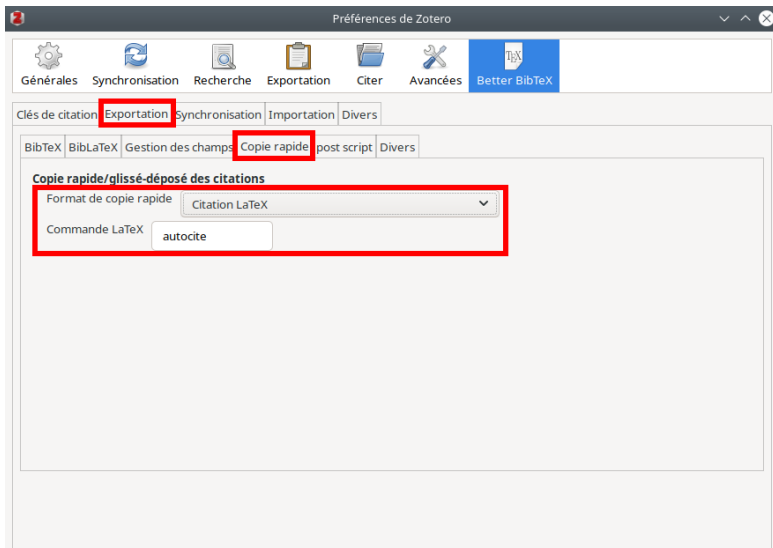 Préférences de Zotero
Générales Synchronisation Recherche Exportation Citer Avancées Better BibTeX
Clés de citation Exportation Synchronisation Importation Divers
BibTeX BibLaTeX Gestion des champs Copie rapide post script Divers
Copie rapide/glissé-déposé des citations
Format de copie rapide Citation LaTeX
Commande LaTeX autocite